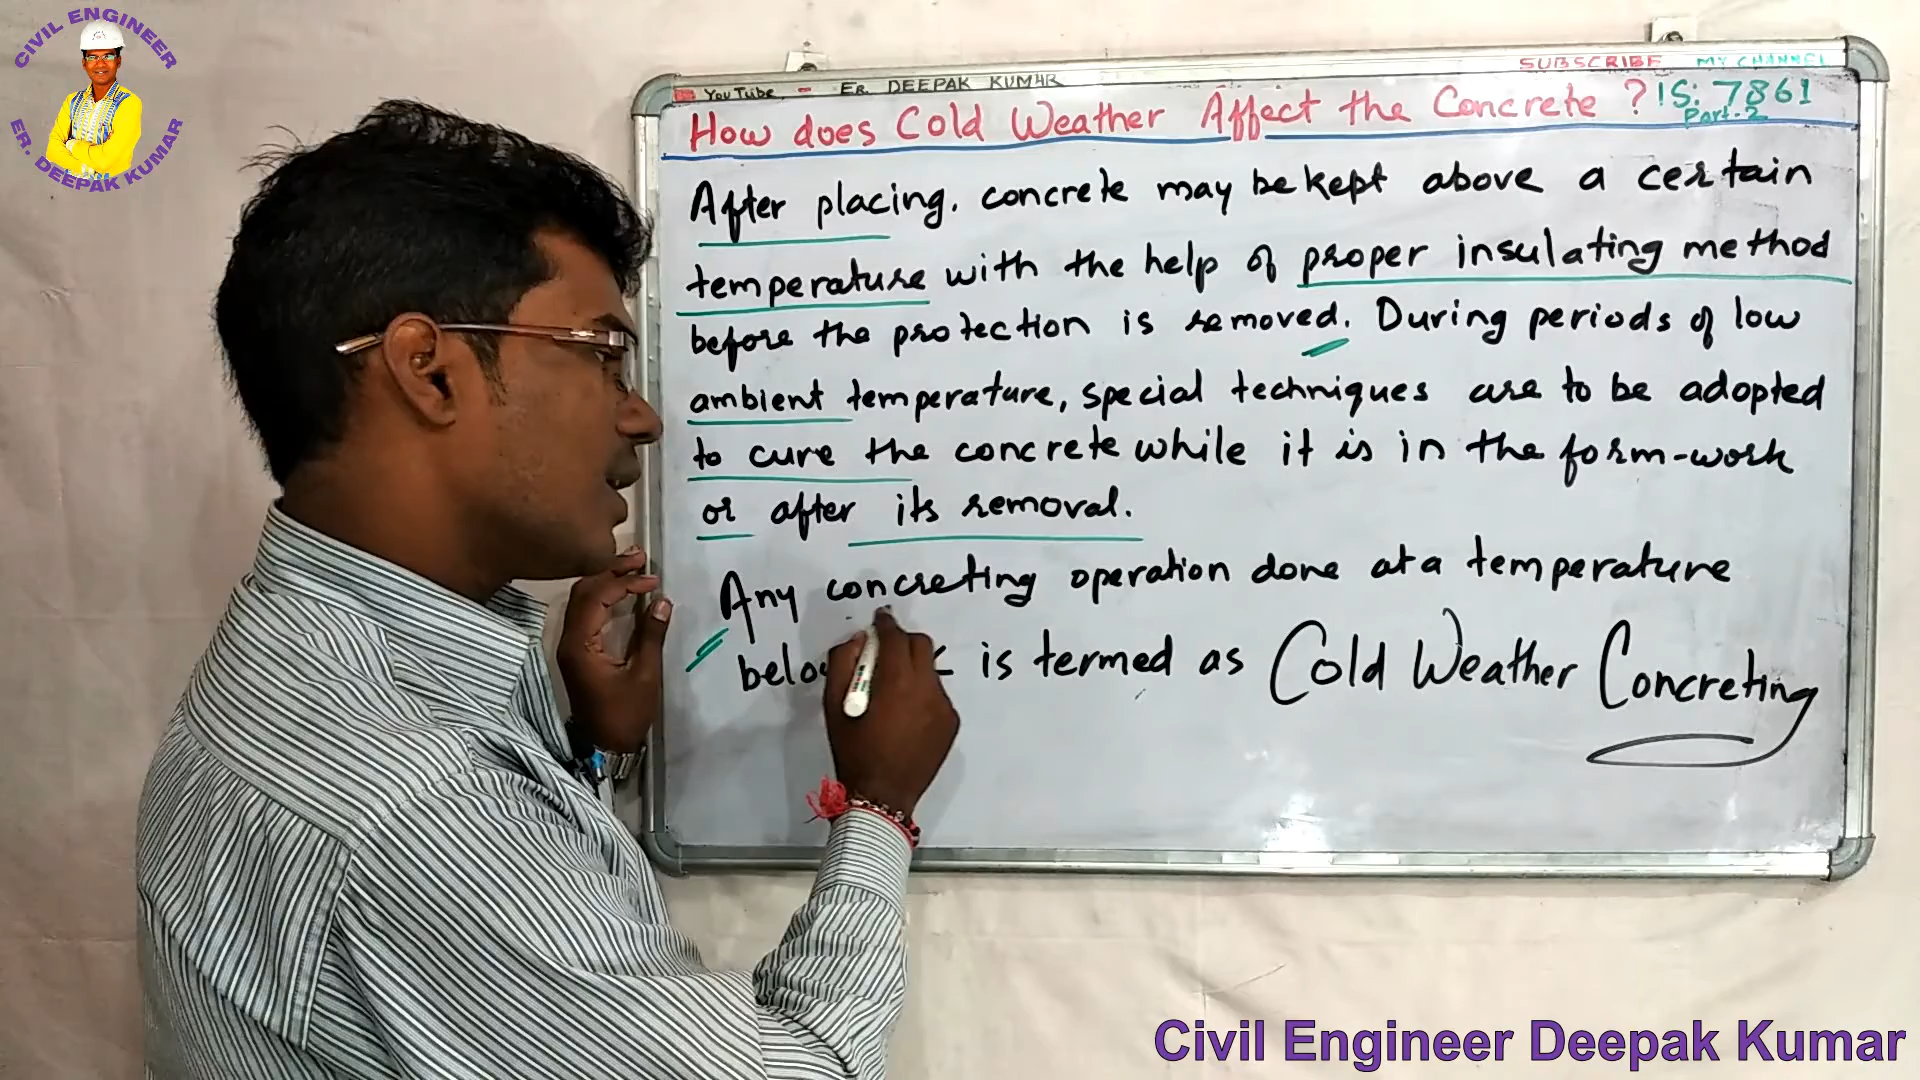 CIVIL ENGINEER
ER. DEEPAK KUMAR
SUBSCRIBE MY CHANNEL
YouTube - ER. DEEPAK KUMAR
How does Cold Weather Affect the Concrete ? IS: 7861
Part-2
After placing, concrete may be kept above a certain
temperature with the help of proper insulating method
before the protection is removed. During periods of low
ambient temperature, special techniques are to be adopted
to cure the concrete while it is in the form-work
or after its removal.
Any concreting operation done at a temperature
is termed as Cold Weather Concreting
Civil Engineer Deepak Kumar